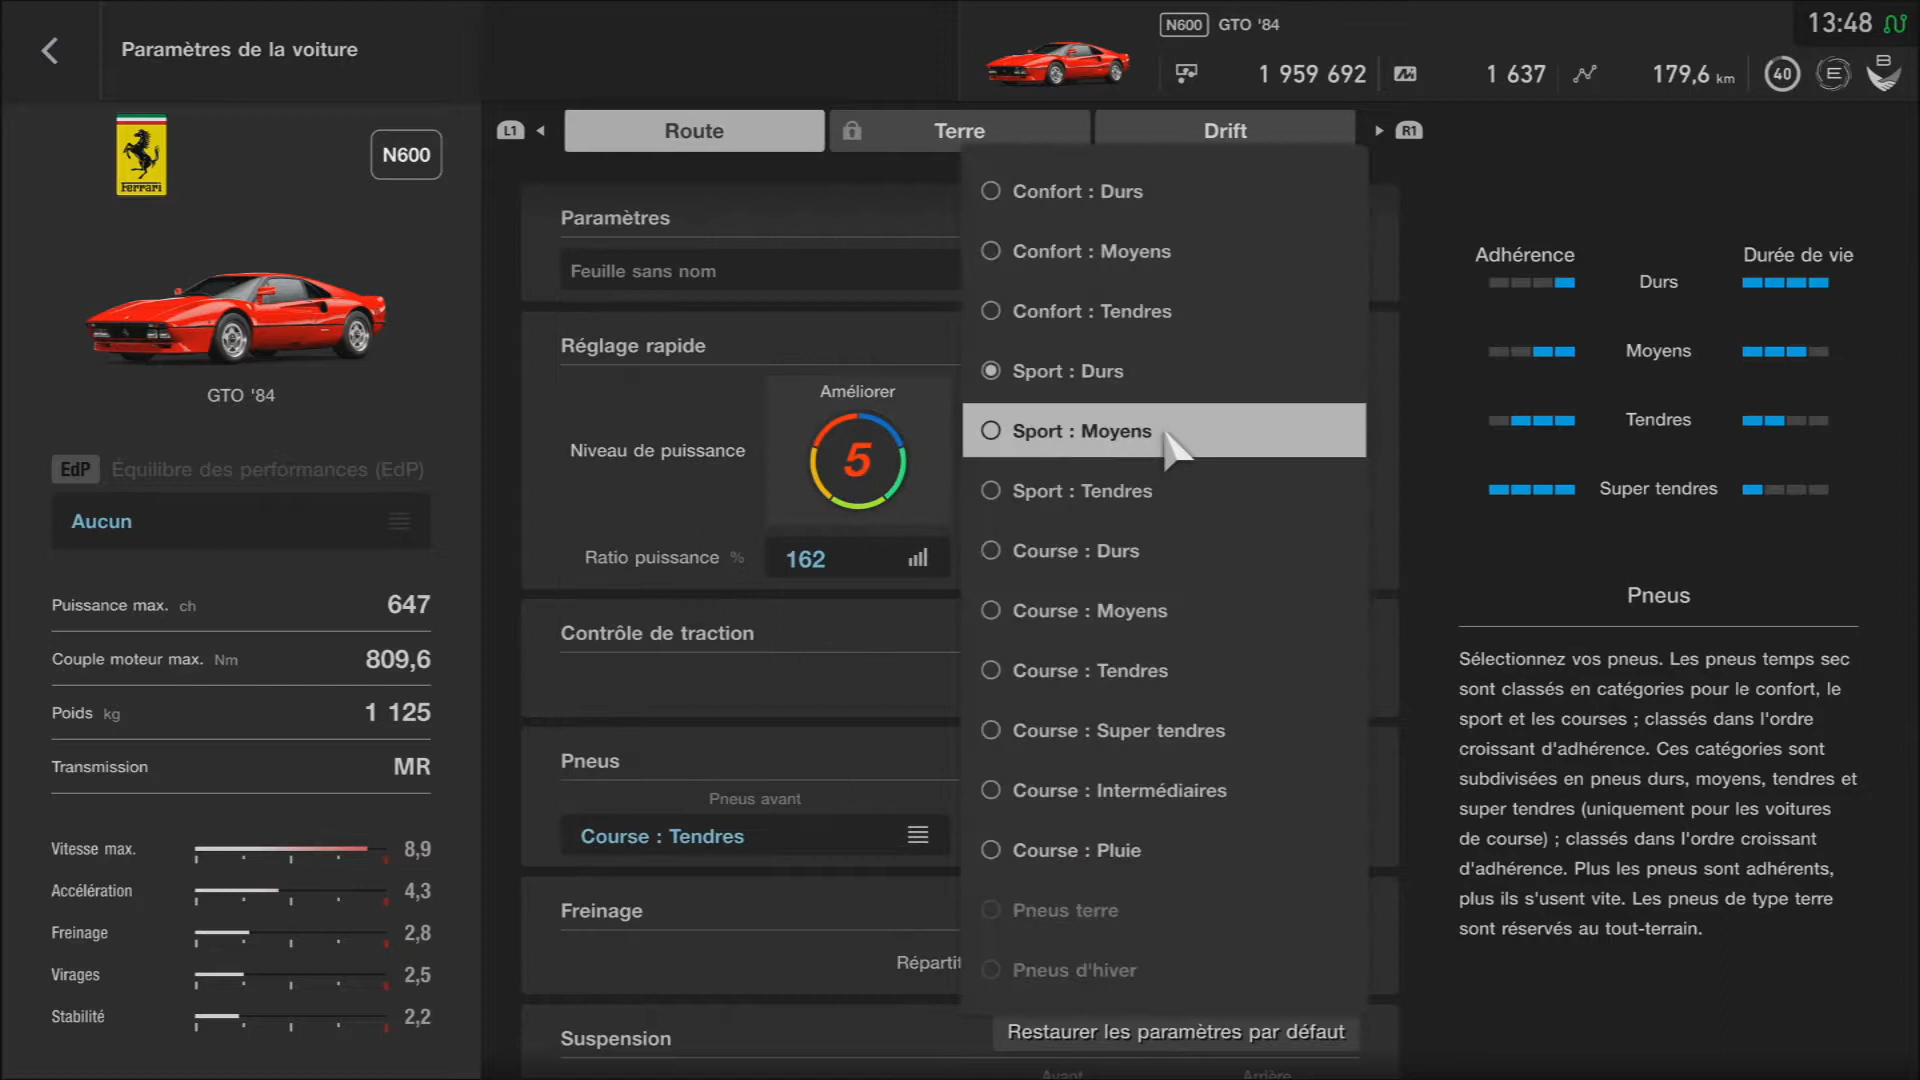 Paramètres de la voiture
N600 GTO '84
13:48
1 959 692
1 637
179,6 km
40
E
B
Ferrari
N600
GTO '84
EdP Équilibre des performances (EdP)
Aucun
Puissance max. ch 647
Couple moteur max. Nm 809,6
Poids kg 1 125
Transmission MR
Vitesse max. 8,9
Accélération 4,3
Freinage 2,8
Virages 2,5
Stabilité 2,2
L1 Route Terre Drift R1
Paramètres
Feuille sans nom
Réglage rapide
Améliorer
Niveau de puissance 5
Ratio puissance % 162
Contrôle de traction
Pneus
Pneus avant
Course : Tendres
Freinage
Répartit
Suspension
Avant Arrière
Confort : Durs
Confort : Moyens
Confort : Tendres
Sport : Durs
Sport : Moyens
Sport : Tendres
Course : Durs
Course : Moyens
Course : Tendres
Course : Super tendres
Course : Intermédiaires
Course : Pluie
Pneus terre
Pneus d'hiver
Restaurer les paramètres par défaut
Adhérence Durée de vie
Durs
Moyens
Tendres
Super tendres
Pneus
Sélectionnez vos pneus. Les pneus temps sec
sont classés en catégories pour le confort, le
sport et les courses ; classés dans l'ordre
croissant d'adhérence. Ces catégories sont
subdivisées en pneus durs, moyens, tendres et
super tendres (uniquement pour les voitures
de course) ; classés dans l'ordre croissant
d'adhérence. Plus les pneus sont adhérents,
plus ils s'usent vite. Les pneus de type terre
sont réservés au tout-terrain.